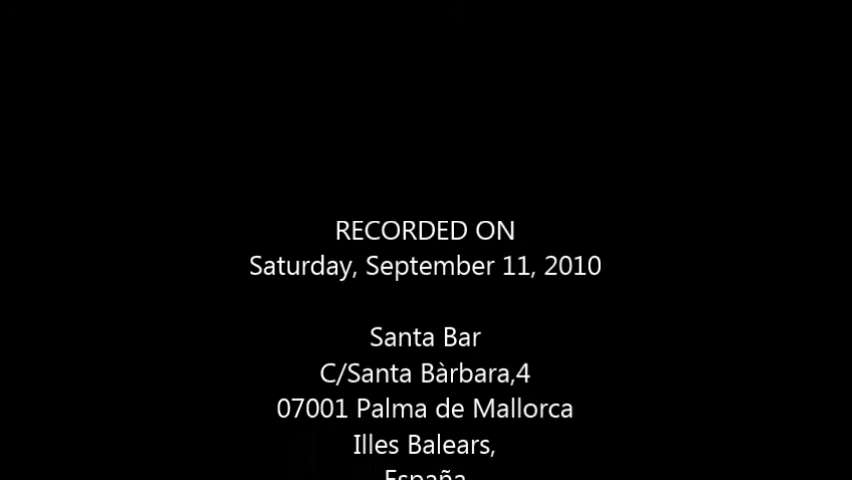 RECORDED ON
Saturday, September 11, 2010
Santa Bar
C/Santa Bàrbara,4
07001 Palma de Mallorca
Illes Balears,
España